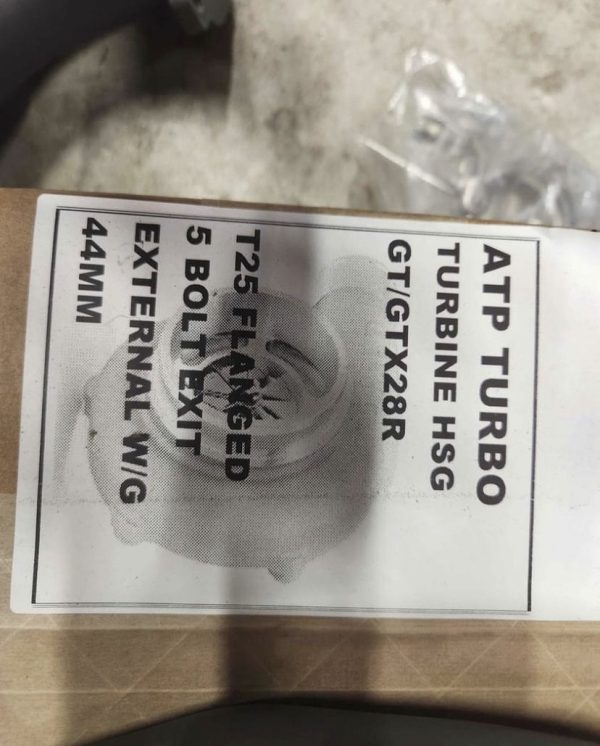 ATP TURBO
TURBINE HSG
GT/GTX28R
T25 FLANGED
5 BOLT EXIT
EXTERNAL W/G
44MM